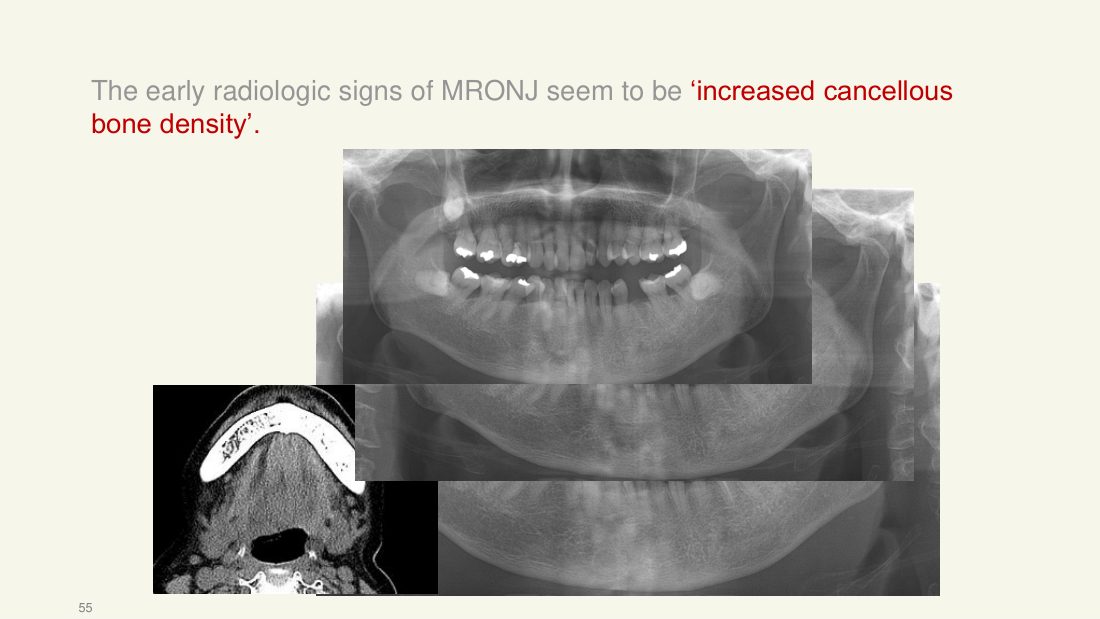 The early radiologic signs of MRONJ seem to be ‘increased cancellous
bone density’.
55